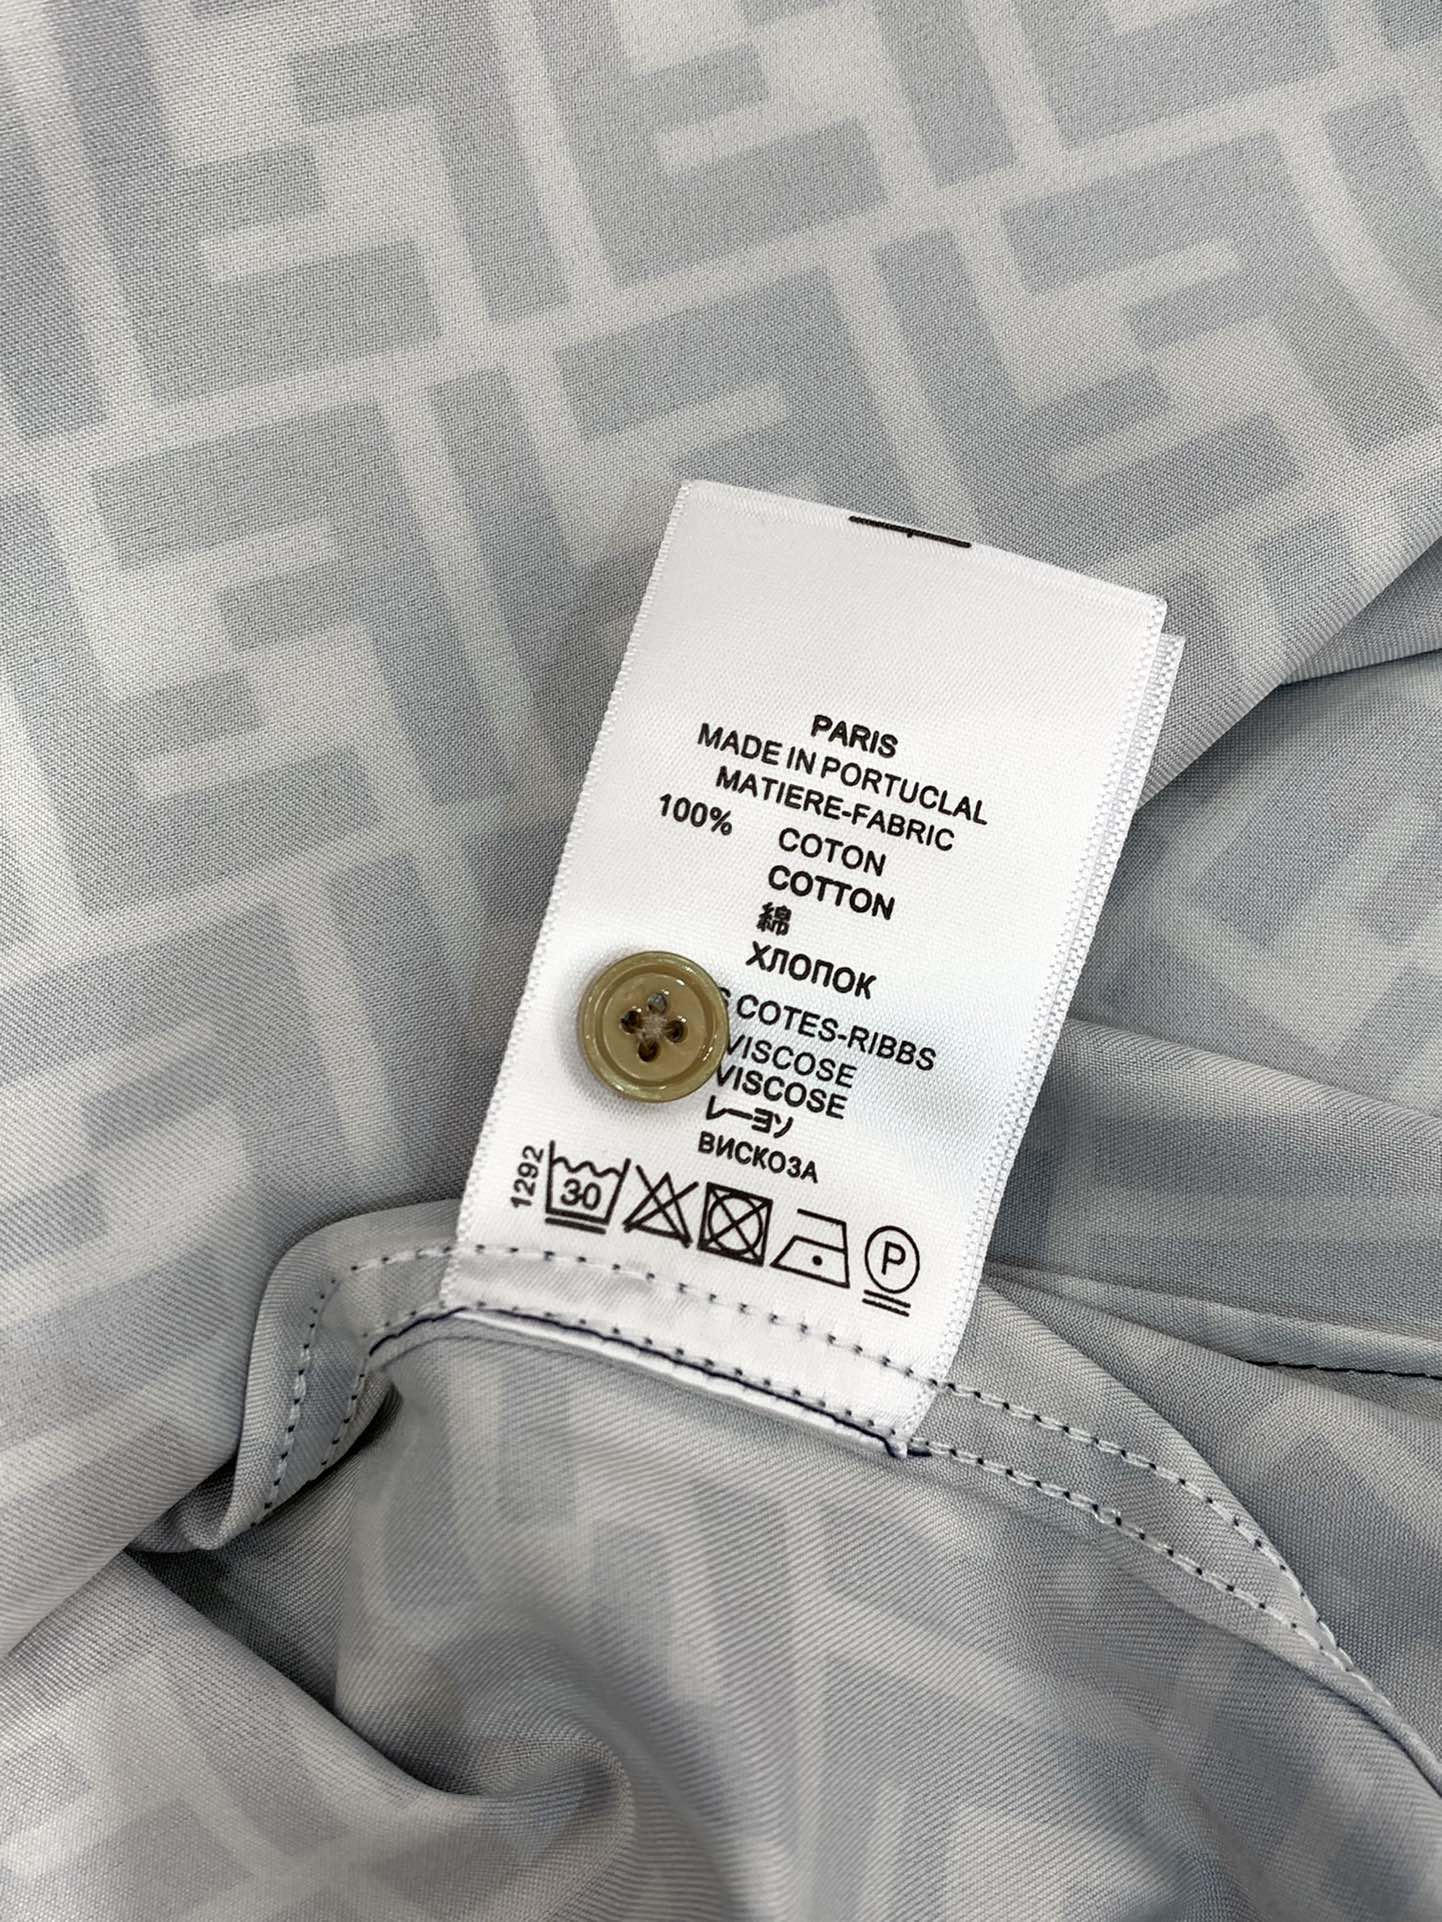 PARIS
MADE IN PORTUCLAL
MATIERE-FABRIC
100% COTON
COTTON
綿
ХЛОПОК
COTES-RIBBS
VISCOSE
VISCOSE
レーヨン
ВИСКОЗА
1292
30
P